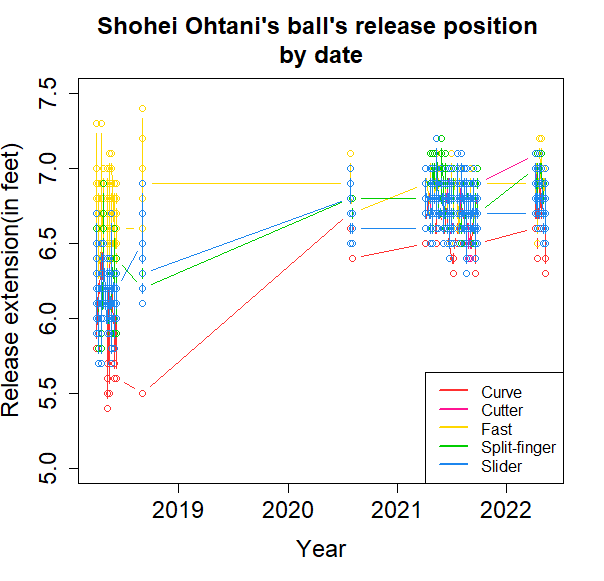 Shohei Ohtani's ball's release position
by date
Release extension(in feet)
7.5
7.0
6.5
6.0
5.5
5.0
Curve
Cutter
Fast
Split-finger
Slider
2019 2020 2021 2022
Year